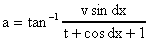 a = tan⁻¹ (v sin dx) / (t + cos dx + 1)